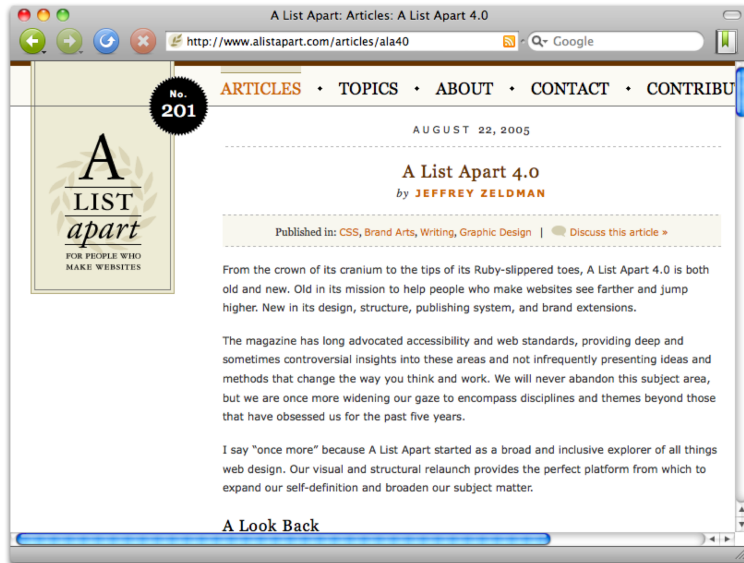 A List Apart: Articles: A List Apart 4.0
http://www.alistapart.com/articles/ala40
Google
No.
201
ARTICLES • TOPICS • ABOUT • CONTACT • CONTRIBU
A
LIST
apart
FOR PEOPLE WHO
MAKE WEBSITES
AUGUST 22, 2005
A List Apart 4.0
by JEFFREY ZELDMAN
Published in: CSS, Brand Arts, Writing, Graphic Design | Discuss this article »
From the crown of its cranium to the tips of its Ruby-slippered toes, A List Apart 4.0 is both
old and new. Old in its mission to help people who make websites see farther and jump
higher. New in its design, structure, publishing system, and brand extensions.
The magazine has long advocated accessibility and web standards, providing deep and
sometimes controversial insights into these areas and not infrequently presenting ideas and
methods that change the way you think and work. We will never abandon this subject area,
but we are once more widening our gaze to encompass disciplines and themes beyond those
that have obsessed us for the past five years.
I say “once more” because A List Apart started as a broad and inclusive explorer of all things
web design. Our visual and structural relaunch provides the perfect platform from which to
expand our self-definition and broaden our subject matter.
A Look Back